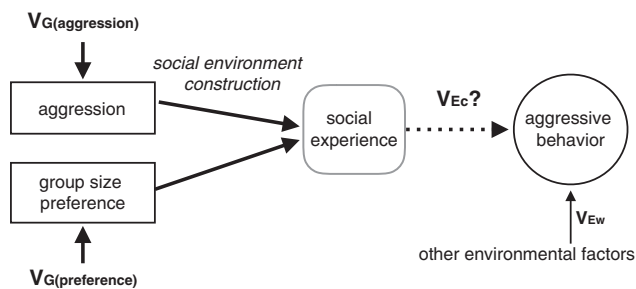 VG(aggression)
social environment
construction
aggression
group size
preference
VG(preference)
social
experience
VEc?
aggressive
behavior
VEw
other environmental factors